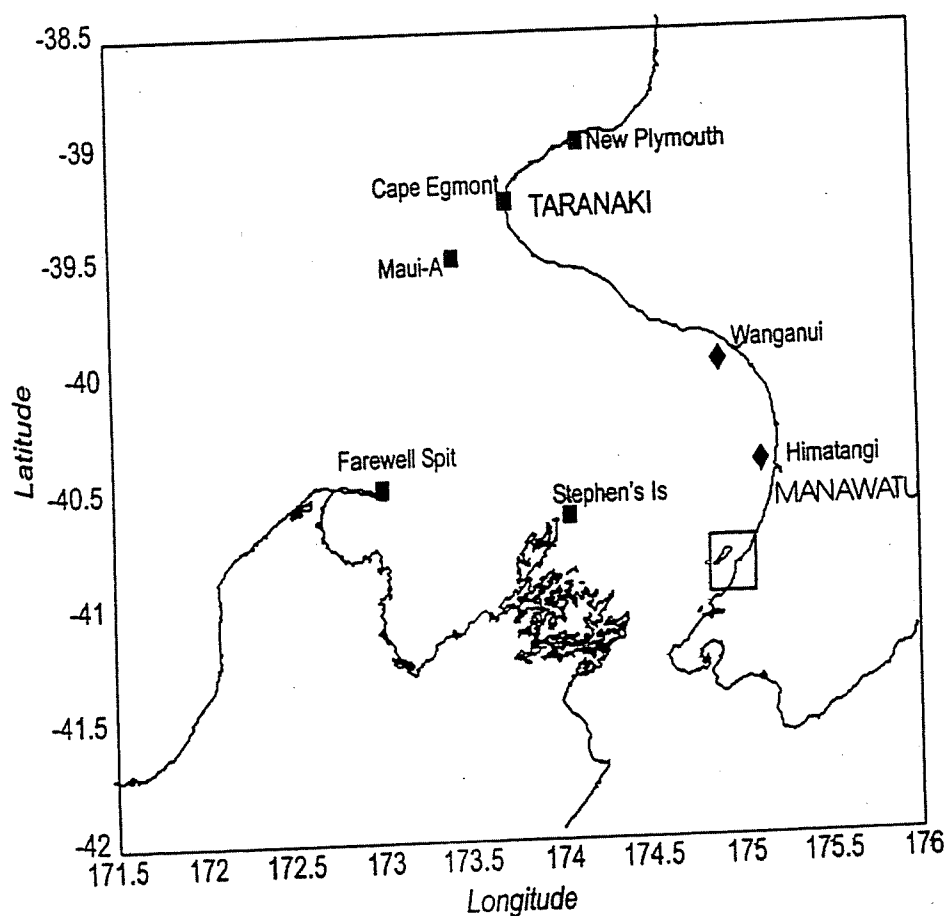 -38.5
-39
New Plymouth
Cape Egmont
TARANAKI
-39.5
Maui-A
Wanganui
-40
Latitude
Farewell Spit
Himatangi
-40.5
Stephen's Is
MANAWATU
-41
-41.5
-42
171.5 172 172.5 173 173.5 174 174.5 175 175.5 176
Longitude